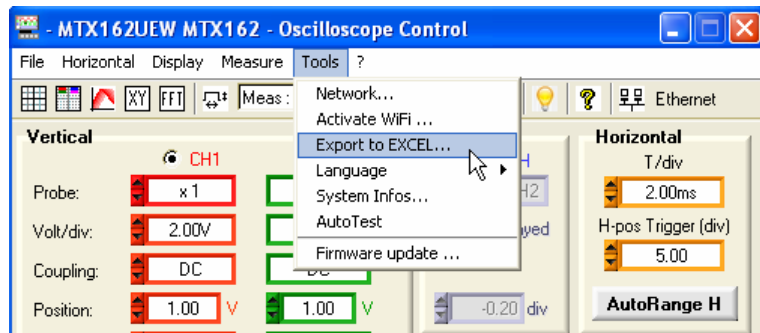 - MTX162UEW MTX162 - Oscilloscope Control
File Horizontal Display Measure Tools ?
XY FFT Meas: Ethernet
Network...
Activate WiFi ...
Export to EXCEL...
Language
System Infos...
AutoTest
Firmware update ...
Vertical
CH1
Probe: x 1
Volt/div: 2.00V
Coupling: DC DC
Position: 1.00 V 1.00 V
-0.20 div
Horizontal
T/div
2.00ms
H-pos Trigger (div)
5.00
AutoRange H